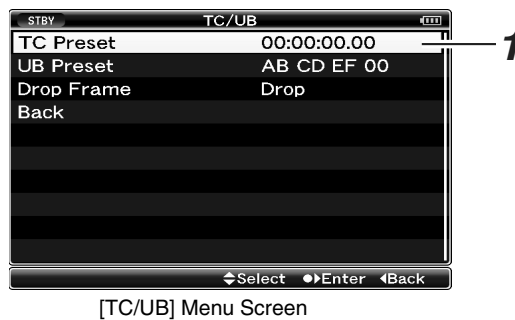 STBY TC/UB
TC Preset 00:00:00.00
UB Preset AB CD EF 00
Drop Frame Drop
Back
Select Enter Back
[TC/UB] Menu Screen
1